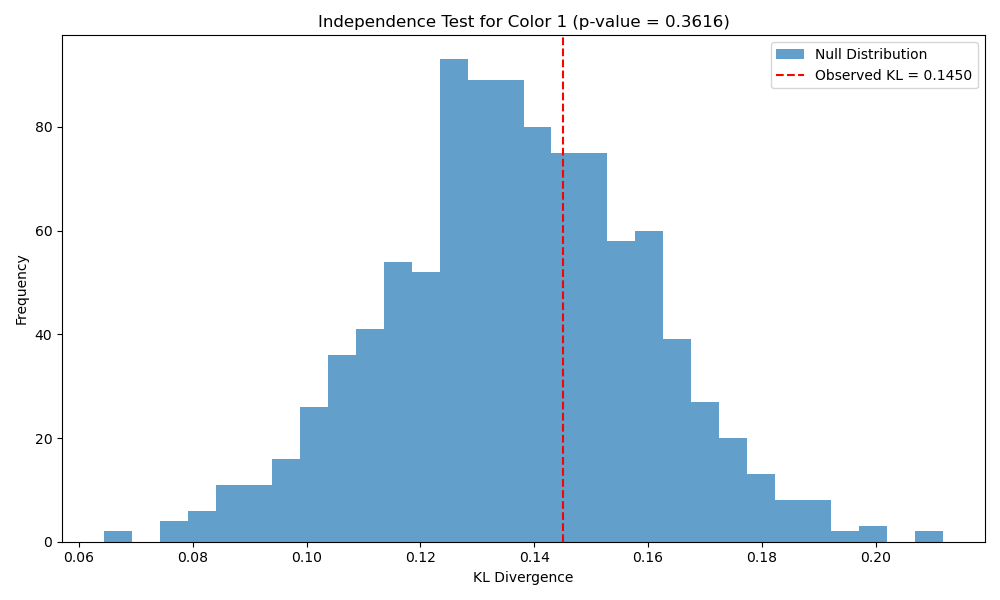 Independence Test for Color 1 (p-value = 0.3616)
Null Distribution
Observed KL = 0.1450
Frequency
80
60
40
20
0
0.06 0.08 0.10 0.12 0.14 0.16 0.18 0.20
KL Divergence